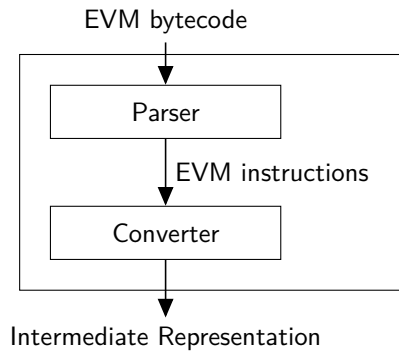 EVM bytecode
Parser
EVM instructions
Converter
Intermediate Representation